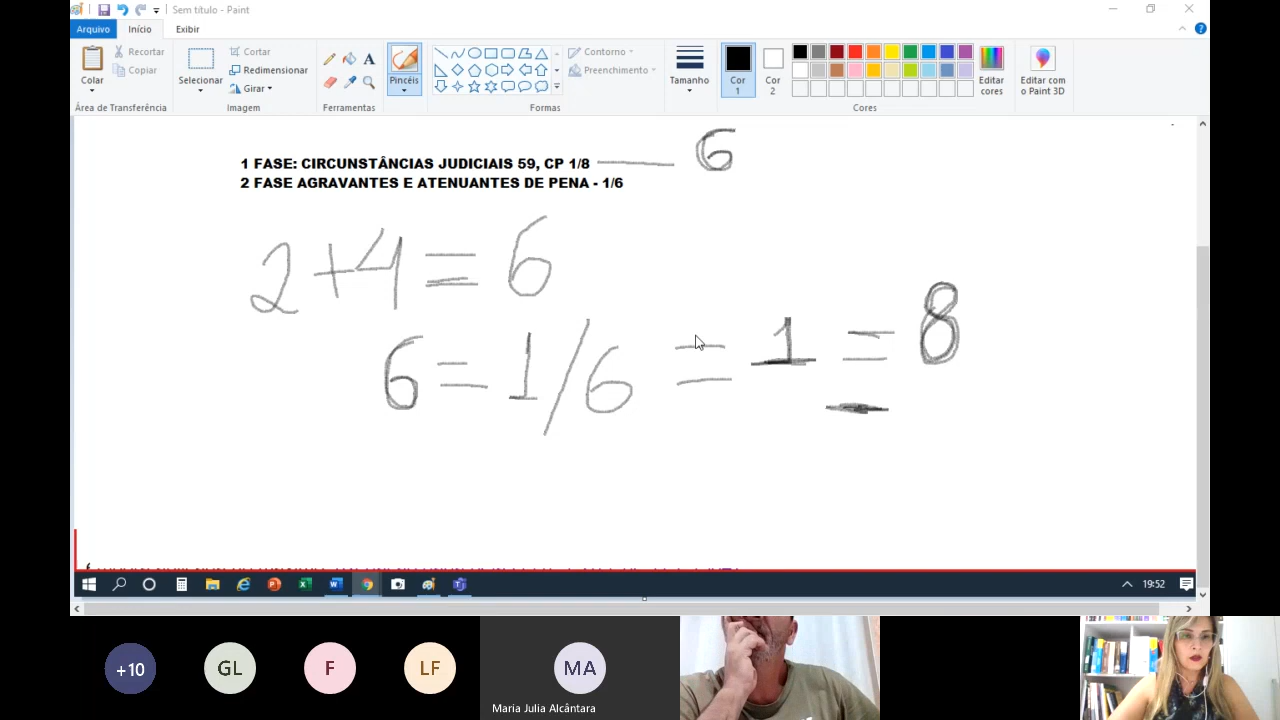 Sem título - Paint
Arquivo
Início
Exibir
Colar
Recortar
Copiar
Área de Transferência
Selecionar
Cortar
Redimensionar
Girar
Imagem
A
Ferramentas
Pincéis
Contorno
Preenchimento
Formas
Tamanho
Cor 1
Cor 2
Editar cores
Editar com o Paint 3D
Cores
1 FASE: CIRCUNSTÂNCIAS JUDICIAIS 59, CP 1/8 — 6
2 FASE AGRAVANTES E ATENUANTES DE PENA - 1/6
2+4=6
6=1/6 = 1 = 8
19:52
+10
GL
F
LF
MA
Maria Julia Alcântara